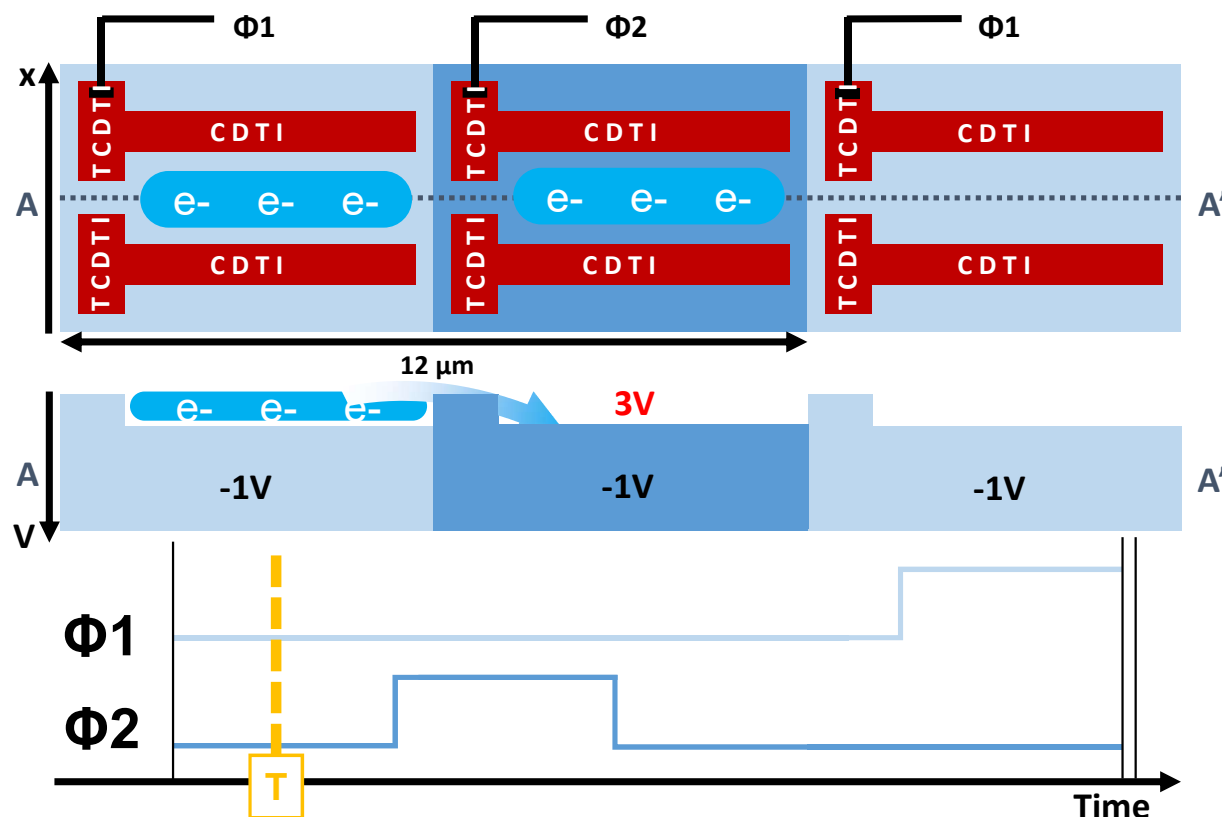 Φ1
Φ2
Φ1
x
TCDTI
CDTI
TCDTI
CDTI
TCDTI
CDTI
A
e- e- e-
e- e- e-
A'
TCDTI
CDTI
TCDTI
CDTI
TCDTI
CDTI
12 µm
e- e- e-
3V
A
-1V
-1V
-1V
A'
V
Φ1
Φ2
T
Time